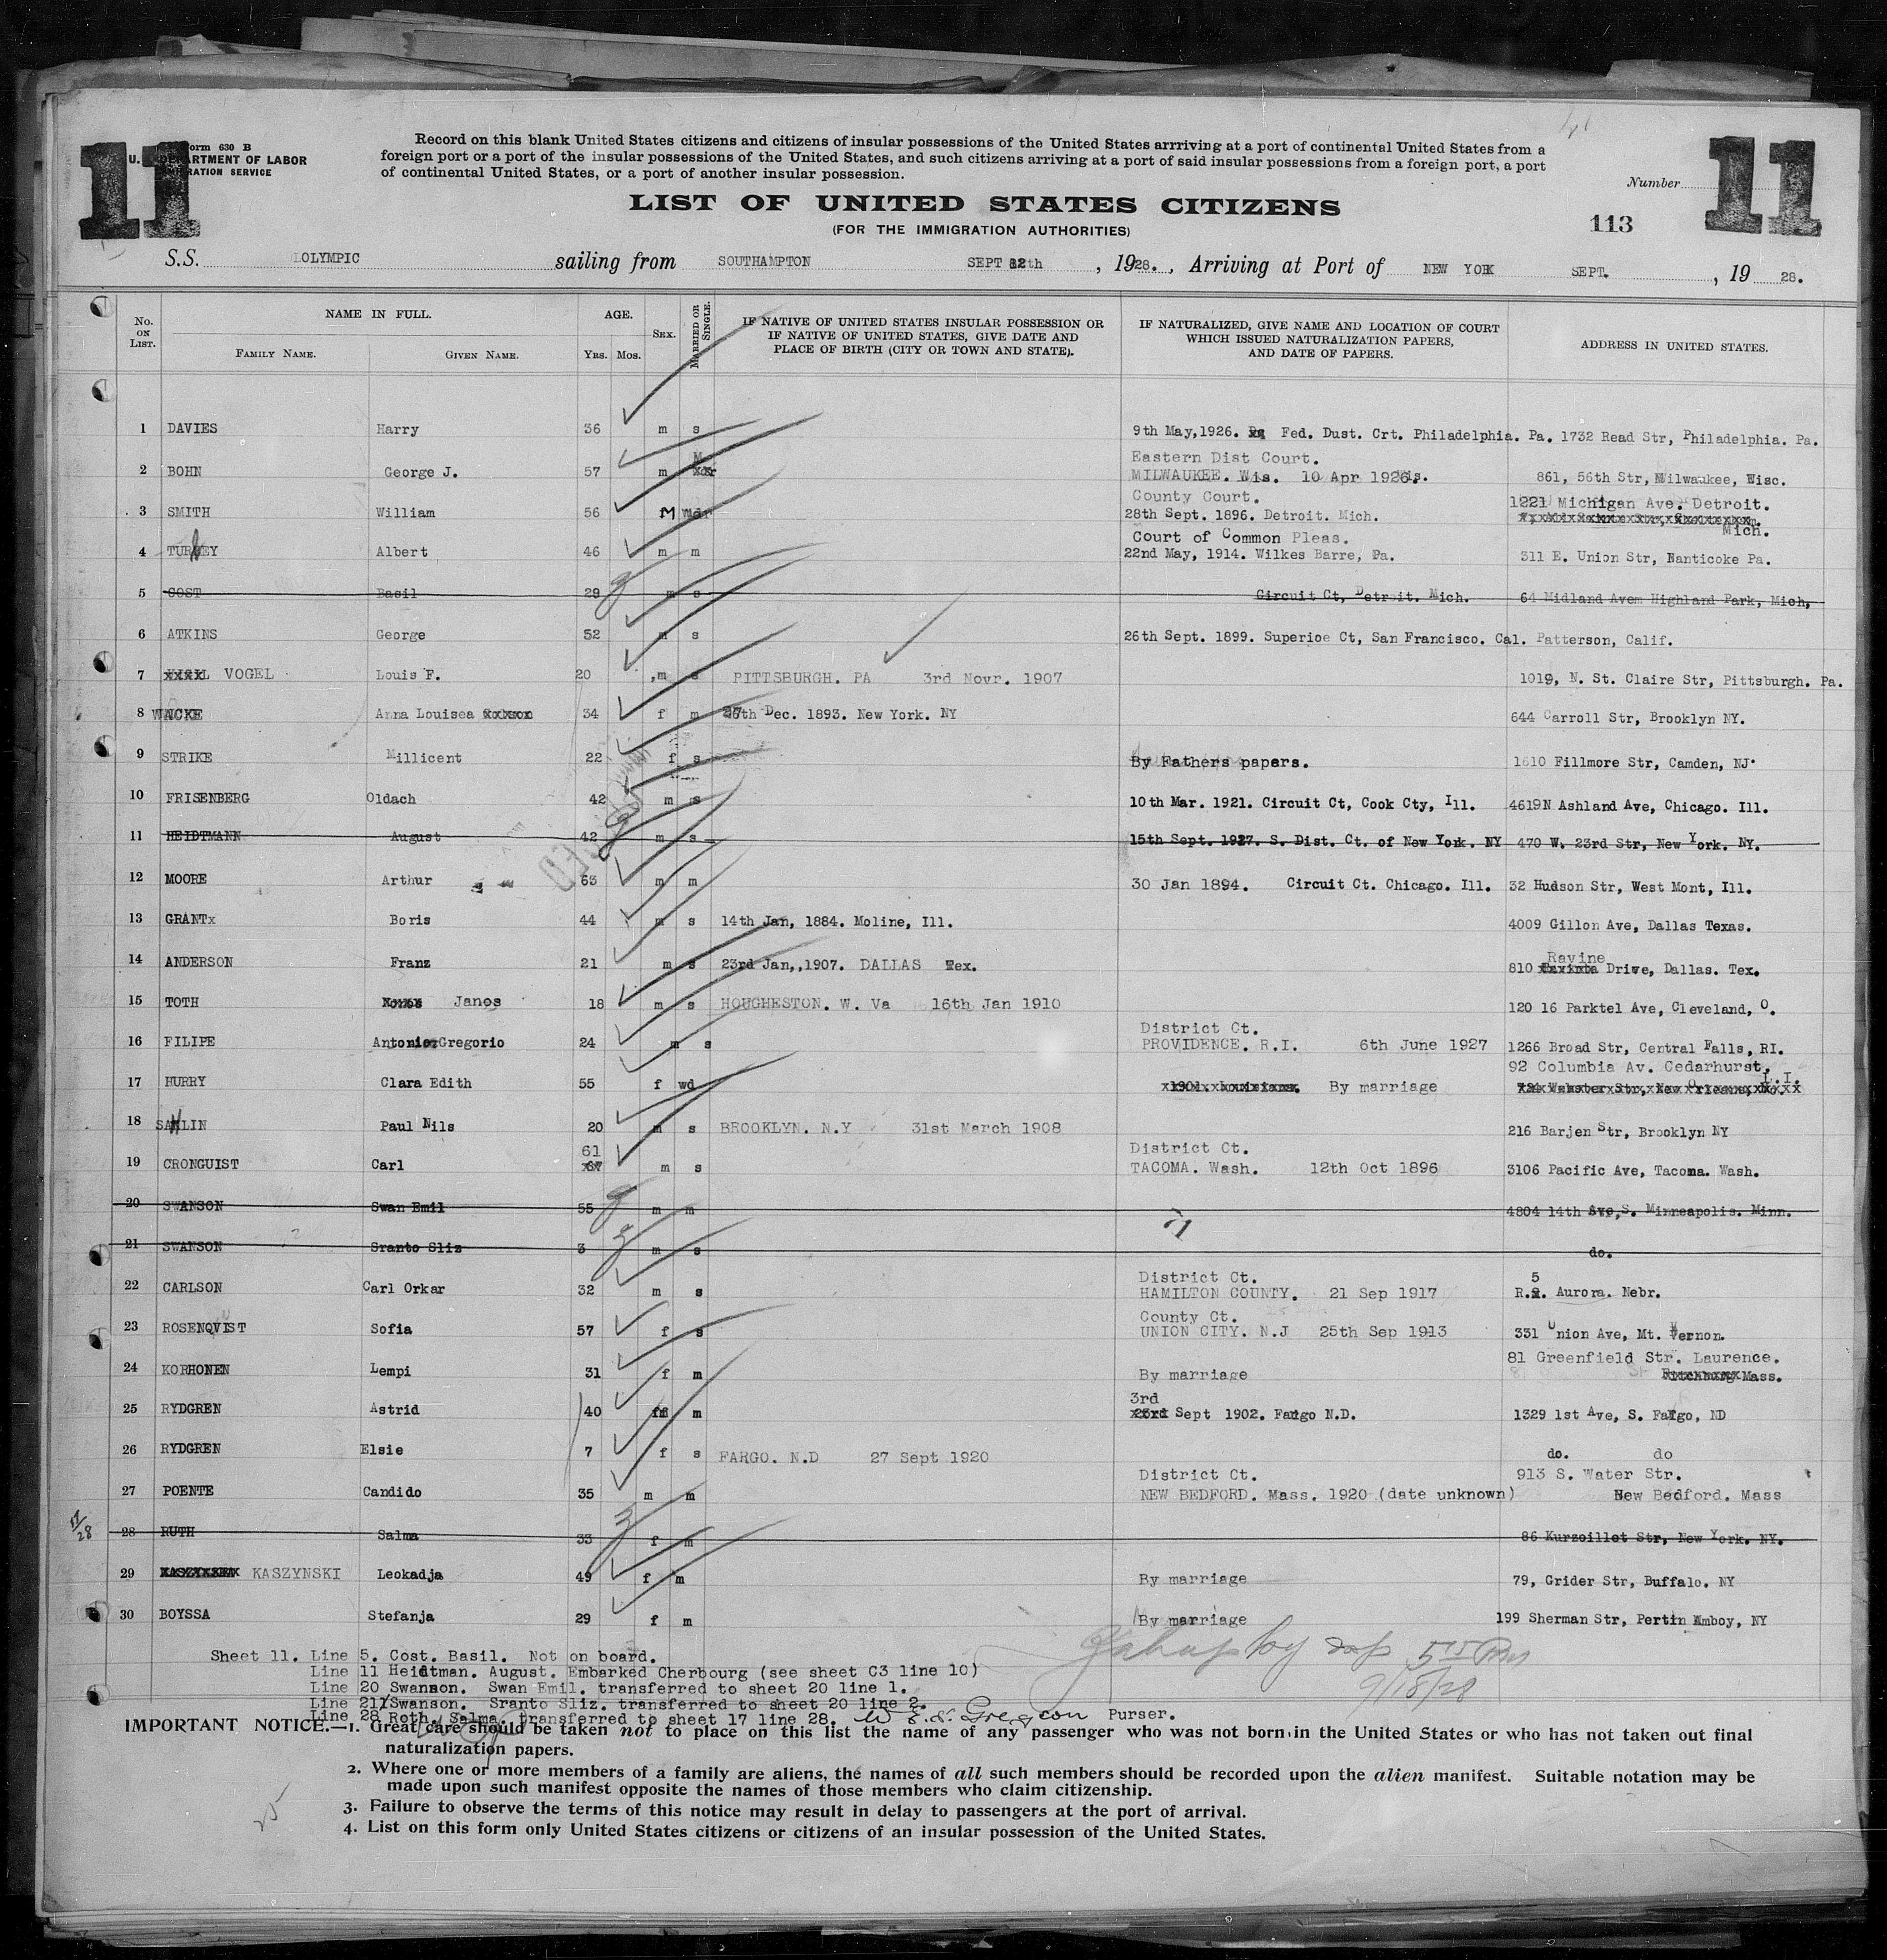 11
Form 630 B
U. S. DEPARTMENT OF LABOR
IMMIGRATION SERVICE
Record on this blank United States citizens and citizens of insular possessions of the United States arrriving at a port of continental United States from a
foreign port or a port of the insular possessions of the United States, and such citizens arriving at a port of said insular possessions from a foreign port, a port
of continental United States, or a port of another insular possession.
Number
11
LIST OF UNITED STATES CITIZENS
(FOR THE IMMIGRATION AUTHORITIES)
113
S.S. OLYMPIC sailing from SOUTHAMPTON SEPT 12th, 1928., Arriving at Port of NEW YORK SEPT., 19 28.
No. ON LIST. NAME IN FULL. AGE. SEX. MARRIED OR SINGLE. IF NATIVE OF UNITED STATES INSULAR POSSESSION OR IF NATIVE OF UNITED STATES, GIVE DATE AND PLACE OF BIRTH (CITY OR TOWN AND STATE). IF NATURALIZED, GIVE NAME AND LOCATION OF COURT WHICH ISSUED NATURALIZATION PAPERS, AND DATE OF PAPERS. ADDRESS IN UNITED STATES.
FAMILY NAME. GIVEN NAME. YRS. MOS.
1 DAVIES Harry 36 m s 9th May,1926. Fed. Dust. Crt. Philadelphia. Pa. 1732 Read Str, Philadelphia. Pa.
Eastern Dist Court.
2 BOHN George J. 57 m M MILWAUKEE. Wis. 10 Apr 1926. 861, 56th Str, Milwaukee, Wisc.
County Court. 1221 Michigan Ave. Detroit.
3 SMITH William 56 M Wdr 28th Sept. 1896. Detroit. Mich. Mich.
Court of Common Pleas.
4 TURLEY Albert 46 m m 22nd May, 1914. Wilkes Barre, Pa. 311 E. Union Str, Nanticoke Pa.
5 COST Basil 29 m s Circuit Ct, Detroit. Mich. 64 Midland Avem Highland Park, Mich,
6 ATKINS George 52 m s 26th Sept. 1899. Superioe Ct, San Francisco. Cal. Patterson, Calif.
7 VOGEL Louis F. 20 m s PITTSBURGH. PA 3rd Novr. 1907 1019, N. St. Claire Str, Pittsburgh. Pa.
8 WACKE Anna Louisea 34 f m 26th Dec. 1893. New York. NY 644 Carroll Str, Brooklyn NY.
9 STRIKE Millicent 22 f s By Fathers papers. 1610 Fillmore Str, Camden, NJ.
10 FRISENBERG Oldach 42 m s 10th Mar. 1921. Circuit Ct, Cook Cty, Ill. 4619N Ashland Ave, Chicago. Ill.
11 HEIDTMANN August 42 m s 15th Sept. 1927. S. Dist. Ct. of New York. NY 470 W. 23rd Str, New York. NY.
12 MOORE Arthur 63 m m 30 Jan 1894. Circuit Ct. Chicago. Ill. 32 Hudson Str, West Mont, Ill.
13 GRANTx Boris 44 m s 14th Jan, 1884. Moline, Ill. 4009 Gillon Ave, Dallas Texas.
14 ANDERSON Franz 21 m s 23rd Jan,,1907. DALLAS Tex. 810 Ravine Drive, Dallas. Tex.
15 TOTH Janos 18 m s HOUGHESTON. W. Va 16th Jan 1910 120 16 Parktel Ave, Cleveland, O.
District Ct.
16 FILIPE Antonio Gregorio 24 m s PROVIDENCE. R.I. 6th June 1927 1266 Broad Str, Central Falls, RI.
92 Columbia Av. Cedarhurst,
17 HURRY Clara Edith 55 f wd By marriage L.I.
18 SAHLIN Paul Nils 20 m s BROOKLYN. N.Y 31st March 1908 216 Barjen Str, Brooklyn NY
61 District Ct.
19 CRONGUIST Carl m s TACOMA. Wash. 12th Oct 1896 3106 Pacific Ave, Tacoma. Wash.
20 SWANSON Swan Emil 55 m m 4804 14th Ave,S. Minneapolis. Minn.
21 SWANSON Sranto Sliz 3 m s do.
District Ct. 5
22 CARLSON Carl Orkar 32 m s HAMILTON COUNTY. 21 Sep 1917 R. Aurora. Nebr.
County Ct.
23 ROSENQVIST Sofia 57 f s UNION CITY. N.J 25th Sep 1913 331 Union Ave, Mt. Vernon.
81 Greenfield Str. Laurence.
24 KORHONEN Lempi 31 f m By marriage Mass.
3rd
25 RYDGREN Astrid 40 f m Sept 1902. Fargo N.D. 1329 1st Ave, S. Fargo, ND
26 RYDGREN Elsie 7 f s FARGO. N.D 27 Sept 1920 do. do
District Ct. 913 S. Water Str.
27 POENTE Candido 35 m m NEW BEDFORD. Mass. 1920 (date unknown) New Bedford. Mass
28 RUTH Salma 33 f m 86 Kurzoillet Str, New York. NY.
29 KASZYNSKI Leokadja 49 f m By marriage 79, Grider Str, Buffalo. NY
30 BOYSSA Stefanja 29 f m By marriage 199 Sherman Str, Pertin Amboy, NY
Sheet 11. Line 5. Cost. Basil. Not on board.
Line 11 Heidtman. August. Embarked Cherbourg (see sheet C3 line 10)
Line 20 Swanson. Swan Emil. transferred to sheet 20 line 1.
Line 21 Swanson. Sranto Sliz. transferred to sheet 20 line 2.
Line 28 Roth. Salma. transferred to sheet 17 line 28. Purser.
9/18/28
IMPORTANT NOTICE.—1. Great care should be taken not to place on this list the name of any passenger who was not born in the United States or who has not taken out final
naturalization papers.
2. Where one or more members of a family are aliens, the names of all such members should be recorded upon the alien manifest. Suitable notation may be
made upon such manifest opposite the names of those members who claim citizenship.
3. Failure to observe the terms of this notice may result in delay to passengers at the port of arrival.
4. List on this form only United States citizens or citizens of an insular possession of the United States.